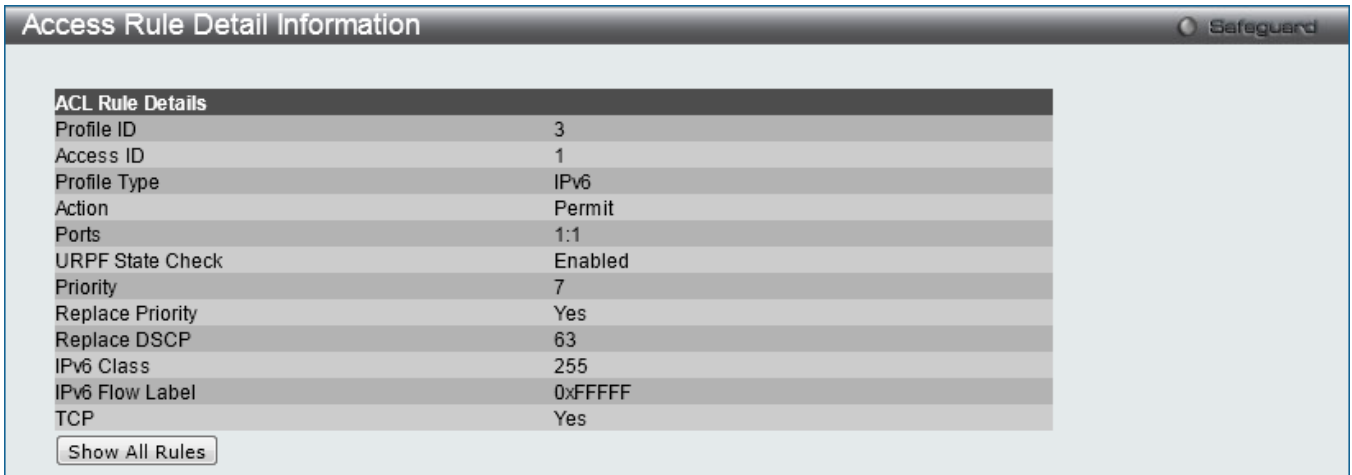 Access Rule Detail Information
Safeguard
ACL Rule Details
Profile ID 3
Access ID 1
Profile Type IPv6
Action Permit
Ports 1:1
URPF State Check Enabled
Priority 7
Replace Priority Yes
Replace DSCP 63
IPv6 Class 255
IPv6 Flow Label 0xFFFFF
TCP Yes
Show All Rules